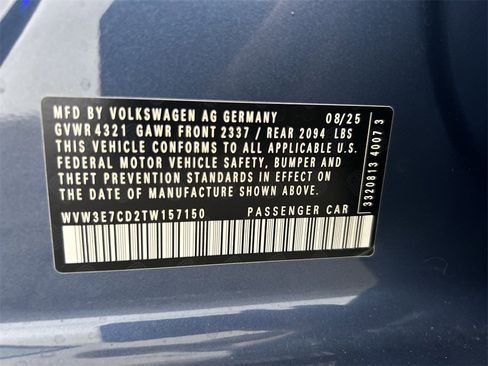 MFD BY VOLKSWAGEN AG GERMANY 08/25
GVWR 4321 GAWR FRONT 2337 / REAR 2094 LBS
THIS VEHICLE CONFORMS TO ALL APPLICABLE U.S.
FEDERAL MOTOR VEHICLE SAFETY, BUMPER AND
THEFT PREVENTION STANDARDS IN EFFECT ON
THE DATE OF MANUFACTURE SHOWN ABOVE.
WVW3E7CD2TW157150 PASSENGER CAR
3320813 4007 3